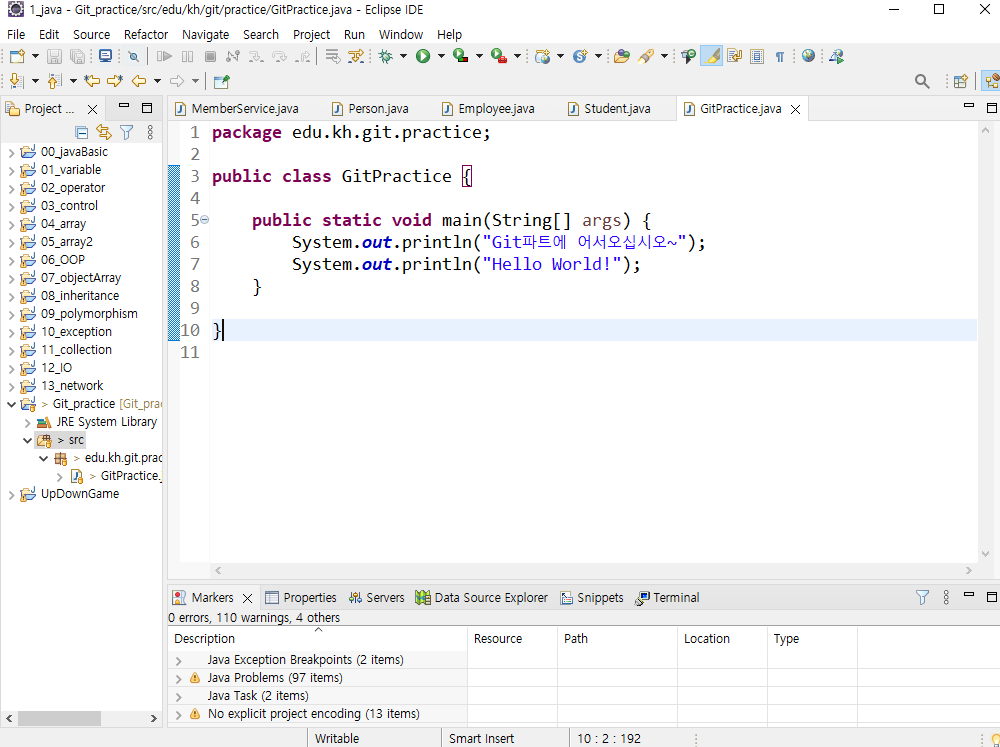 1_java - Git_practice/src/edu/kh/git/practice/GitPractice.java - Eclipse IDE
File Edit Source Refactor Navigate Search Project Run Window Help
Project ...
MemberService.java Person.java Employee.java Student.java GitPractice.java
00_javaBasic
01_variable
02_operator
03_control
04_array
05_array2
06_OOP
07_objectArray
08_inheritance
09_polymorphism
10_exception
11_collection
12_IO
13_network
> Git_practice [Git_pra
JRE System Library
> src
> edu.kh.git.prac
> GitPractice.
UpDownGame
1 package edu.kh.git.practice;
2
3 public class GitPractice {
4
5 public static void main(String[] args) {
6 System.out.println("Git파트에 어서오십시오~");
7 System.out.println("Hello World!");
8 }
9
10 }
11
Markers Properties Servers Data Source Explorer Snippets Terminal
0 errors, 110 warnings, 4 others
Description Resource Path Location Type
Java Exception Breakpoints (2 items)
Java Problems (97 items)
Java Task (2 items)
No explicit project encoding (13 items)
Writable Smart Insert 10 : 2 : 192